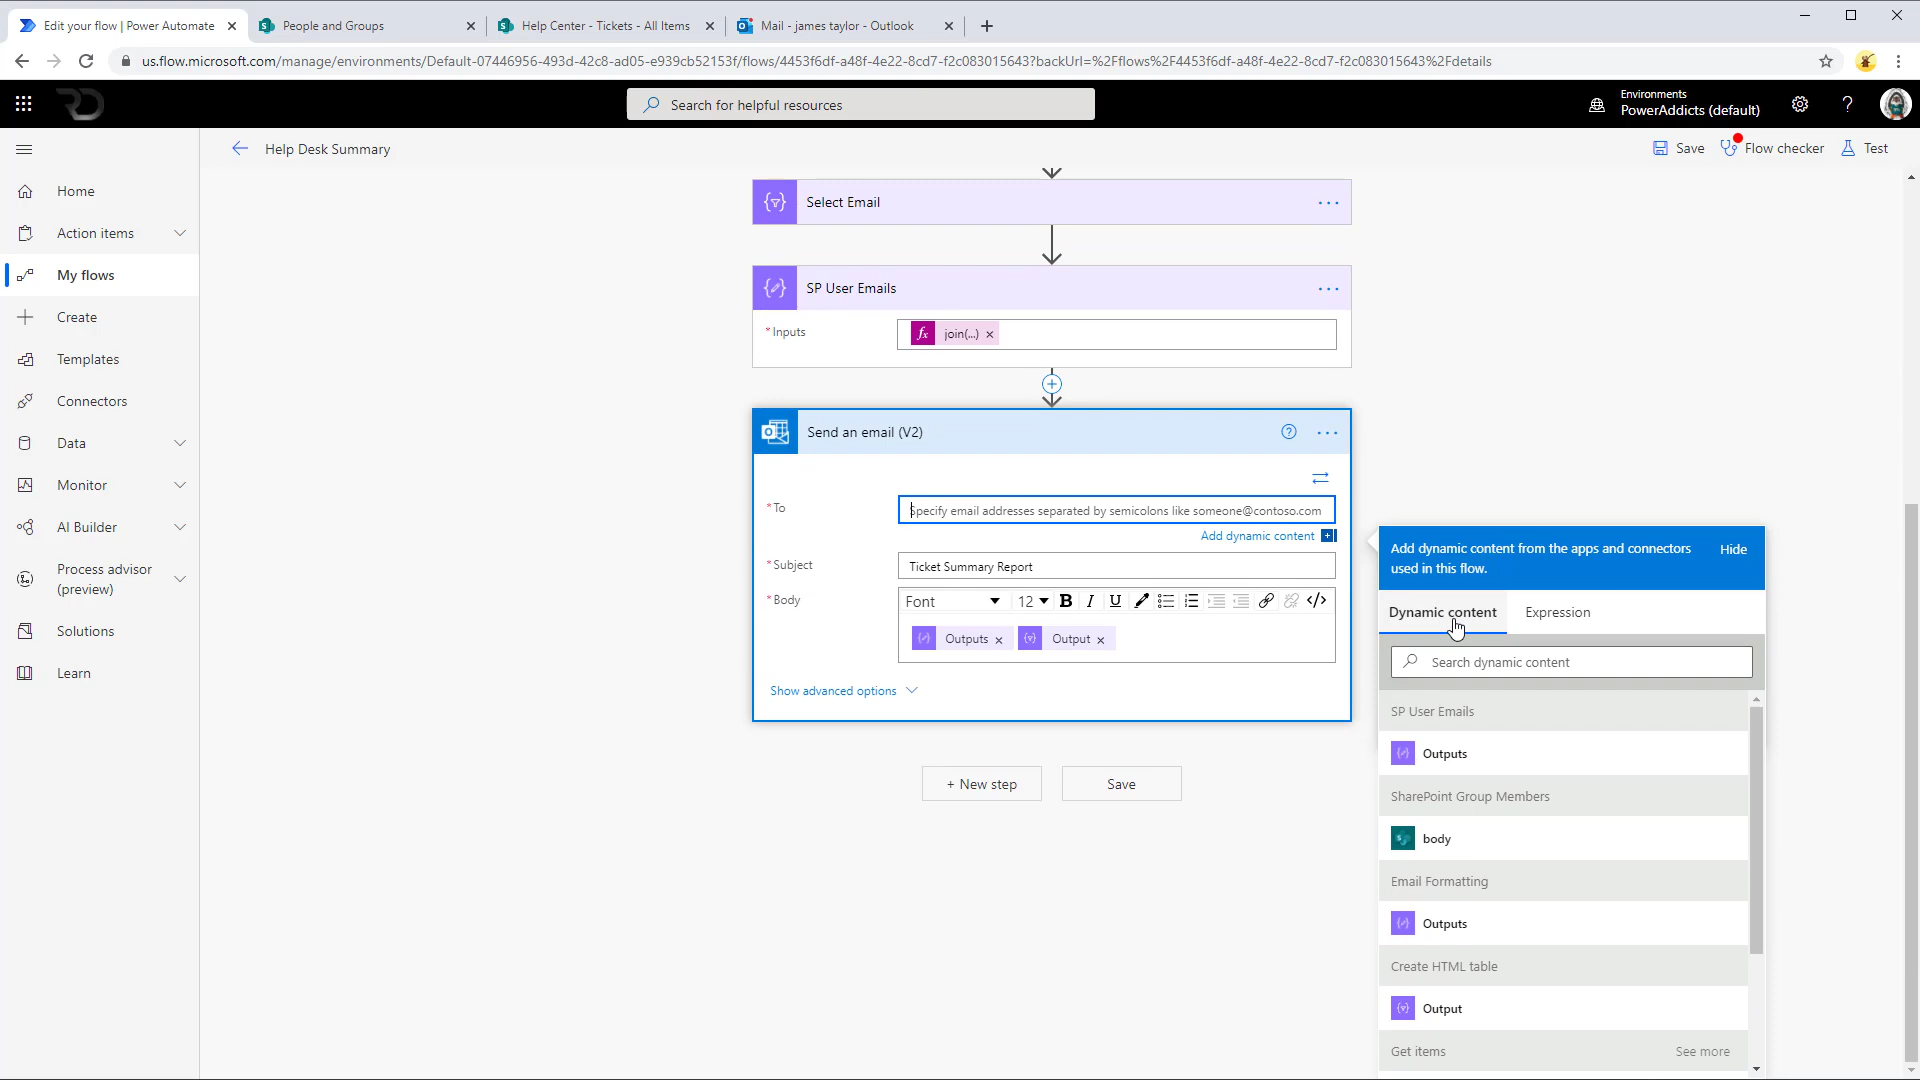 Edit your flow | Power Automate
People and Groups
Help Center - Tickets - All Items
Mail - james taylor - Outlook
us.flow.microsoft.com/manage/environments/Default-07446956-493d-42c8-ad05-e939cb52153f/flows/4453f6df-a48f-4e22-8cd7-f2c083015643?backUrl=%2Fflows%2F4453f6df-a48f-4e22-8cd7-f2c083015643%2Fdetails
Search for helpful resources
Environments
PowerAddicts (default)
Help Desk Summary
Save
Flow checker
Test
Home
Action items
My flows
Create
Templates
Connectors
Data
Monitor
AI Builder
Process advisor
(preview)
Solutions
Learn
Select Email
SP User Emails
* Inputs
fx join(...)
Send an email (V2)
* To
Specify email addresses separated by semicolons like someone@contoso.com
Add dynamic content
* Subject
Ticket Summary Report
* Body
Font
12
B I U
Outputs
Output
Show advanced options
+ New step
Save
Add dynamic content from the apps and connectors
used in this flow.
Hide
Dynamic content
Expression
Search dynamic content
SP User Emails
Outputs
SharePoint Group Members
body
Email Formatting
Outputs
Create HTML table
Output
Get items
See more